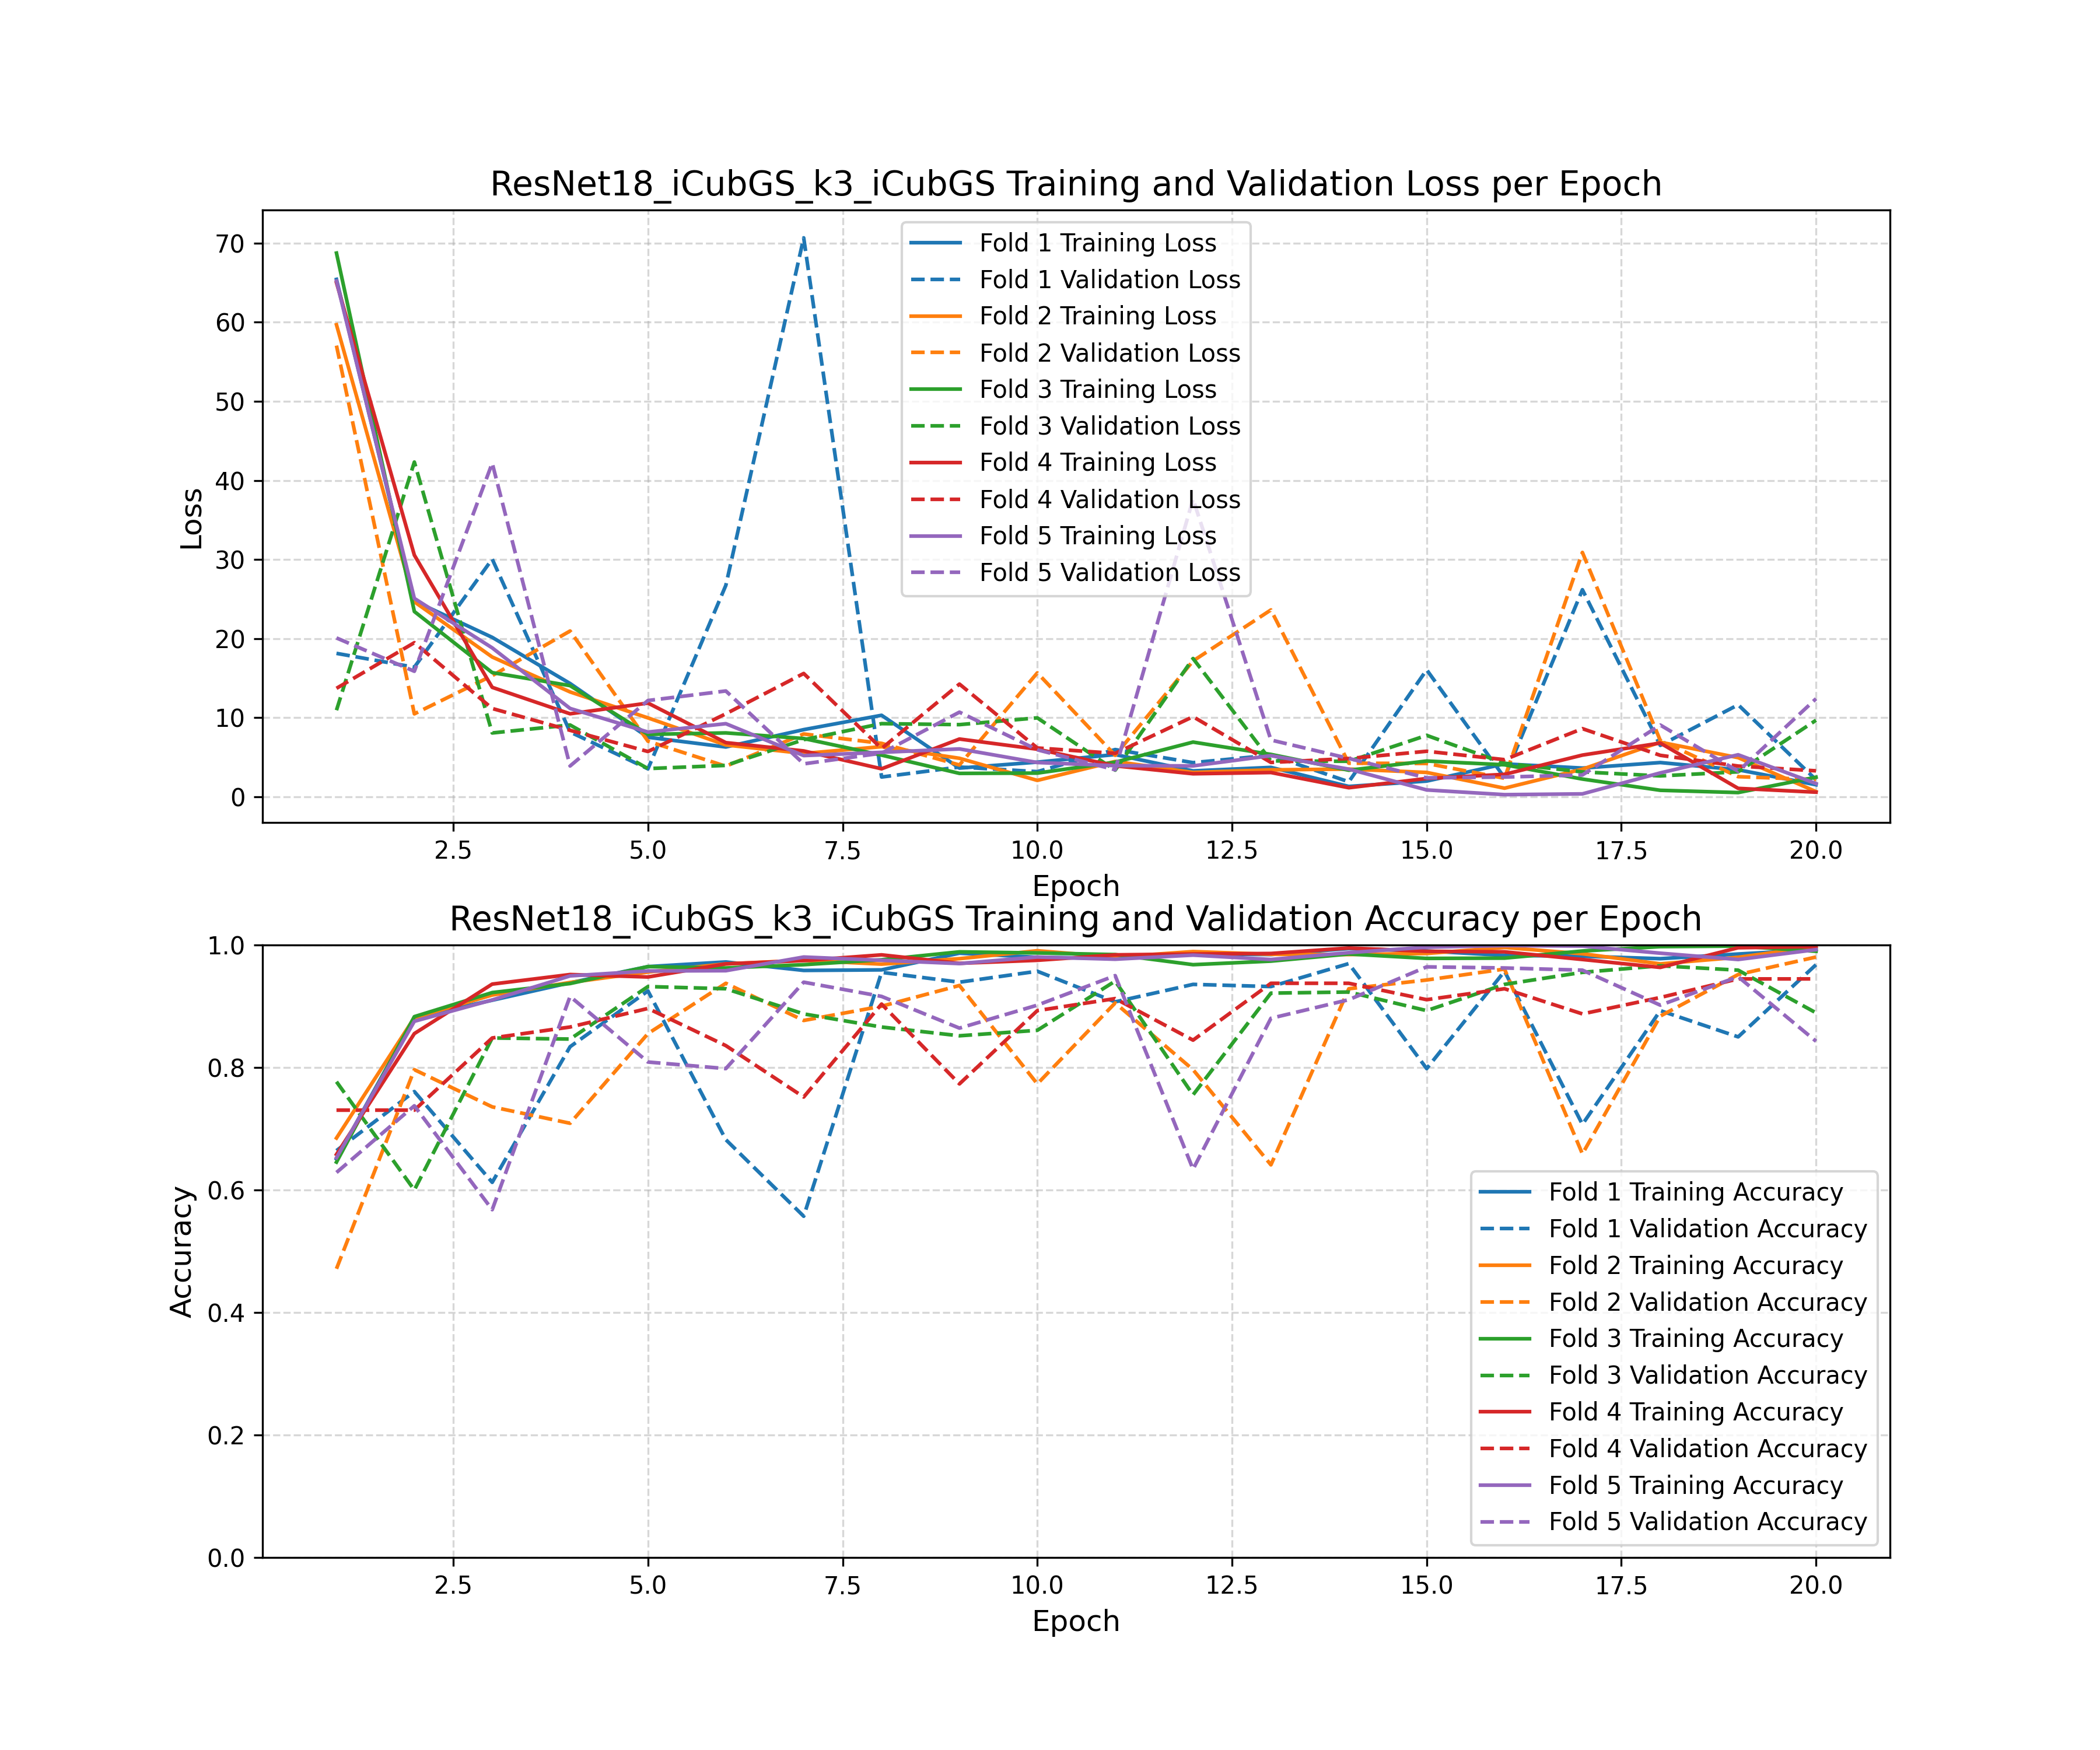 ResNet18_iCubGS_k3_iCubGS Training and Validation Loss per Epoch
70
60
50
40
30
20
10
0
Loss
Fold 1 Training Loss
Fold 1 Validation Loss
Fold 2 Training Loss
Fold 2 Validation Loss
Fold 3 Training Loss
Fold 3 Validation Loss
Fold 4 Training Loss
Fold 4 Validation Loss
Fold 5 Training Loss
Fold 5 Validation Loss
2.5 5.0 7.5 10.0 12.5 15.0 17.5 20.0
Epoch
ResNet18_iCubGS_k3_iCubGS Training and Validation Accuracy per Epoch
1.0
0.8
0.6
0.4
0.2
0.0
Accuracy
Fold 1 Training Accuracy
Fold 1 Validation Accuracy
Fold 2 Training Accuracy
Fold 2 Validation Accuracy
Fold 3 Training Accuracy
Fold 3 Validation Accuracy
Fold 4 Training Accuracy
Fold 4 Validation Accuracy
Fold 5 Training Accuracy
Fold 5 Validation Accuracy
2.5 5.0 7.5 10.0 12.5 15.0 17.5 20.0
Epoch